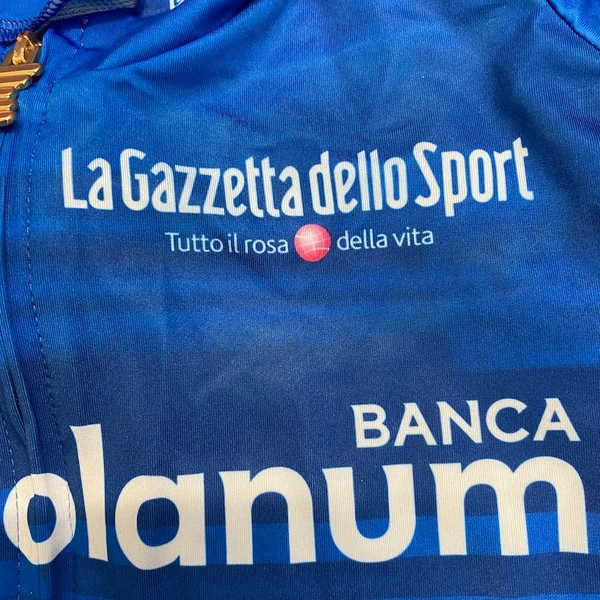 La Gazzetta dello Sport
Tutto il rosa della vita
BANCA
olanum